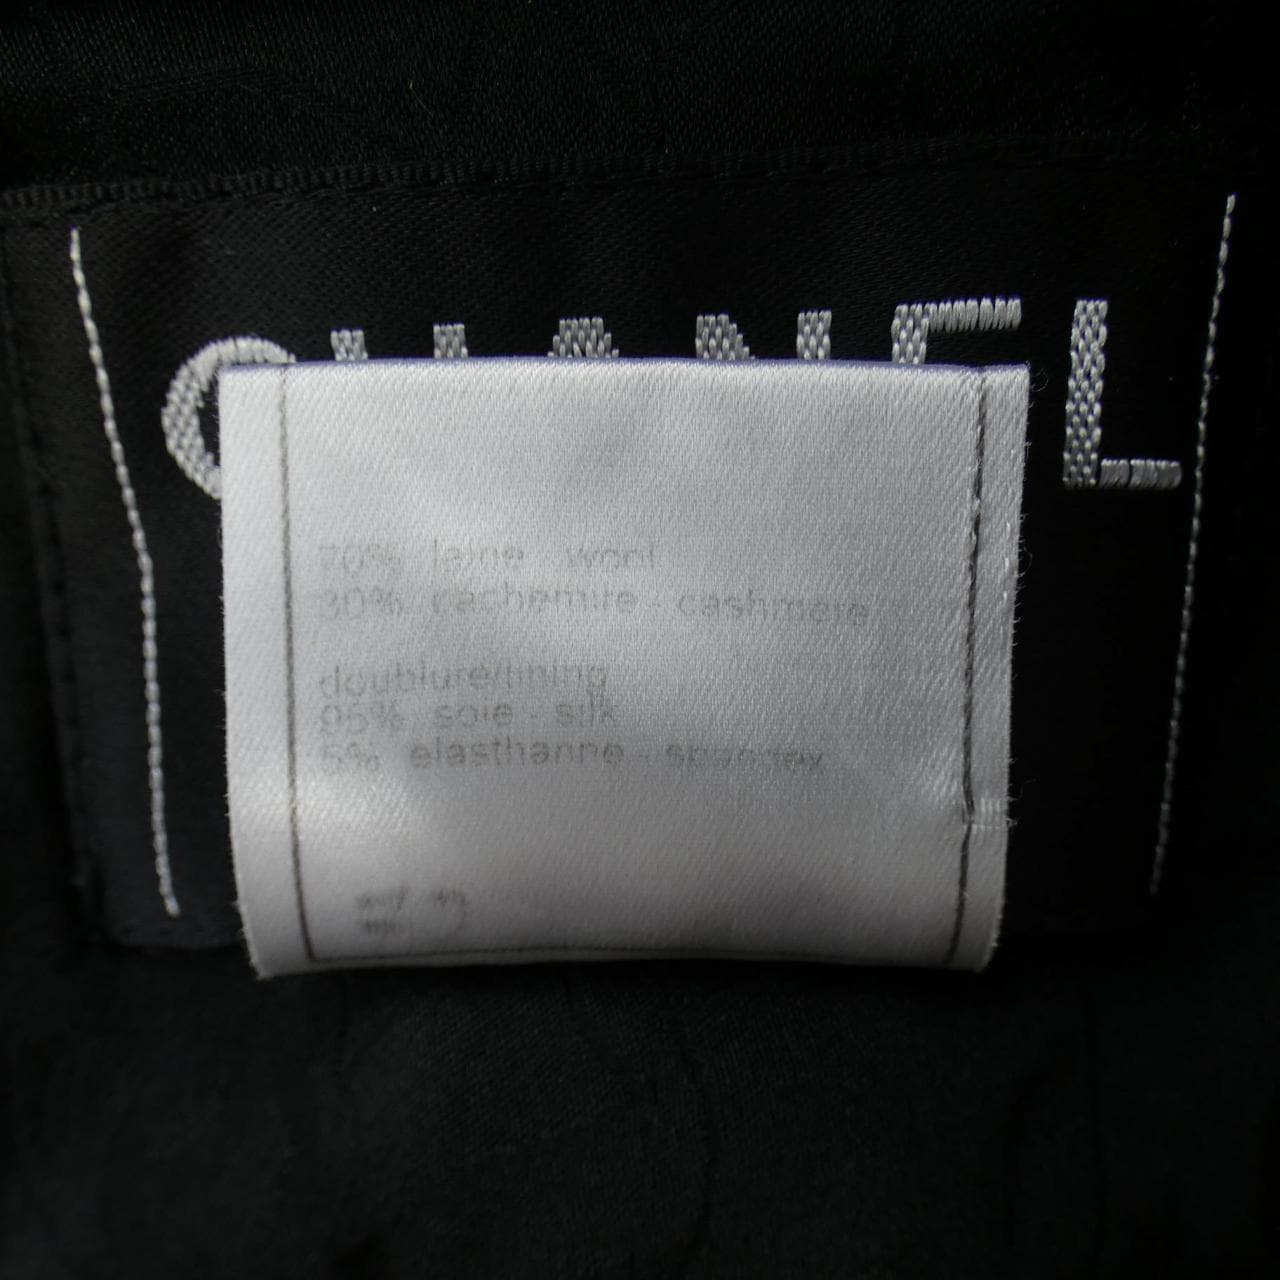 CHANEL
70% laine - wool
30% cachemire - cashmere
doublure/lining
95% soie - silk
5% elasthanne - spandex